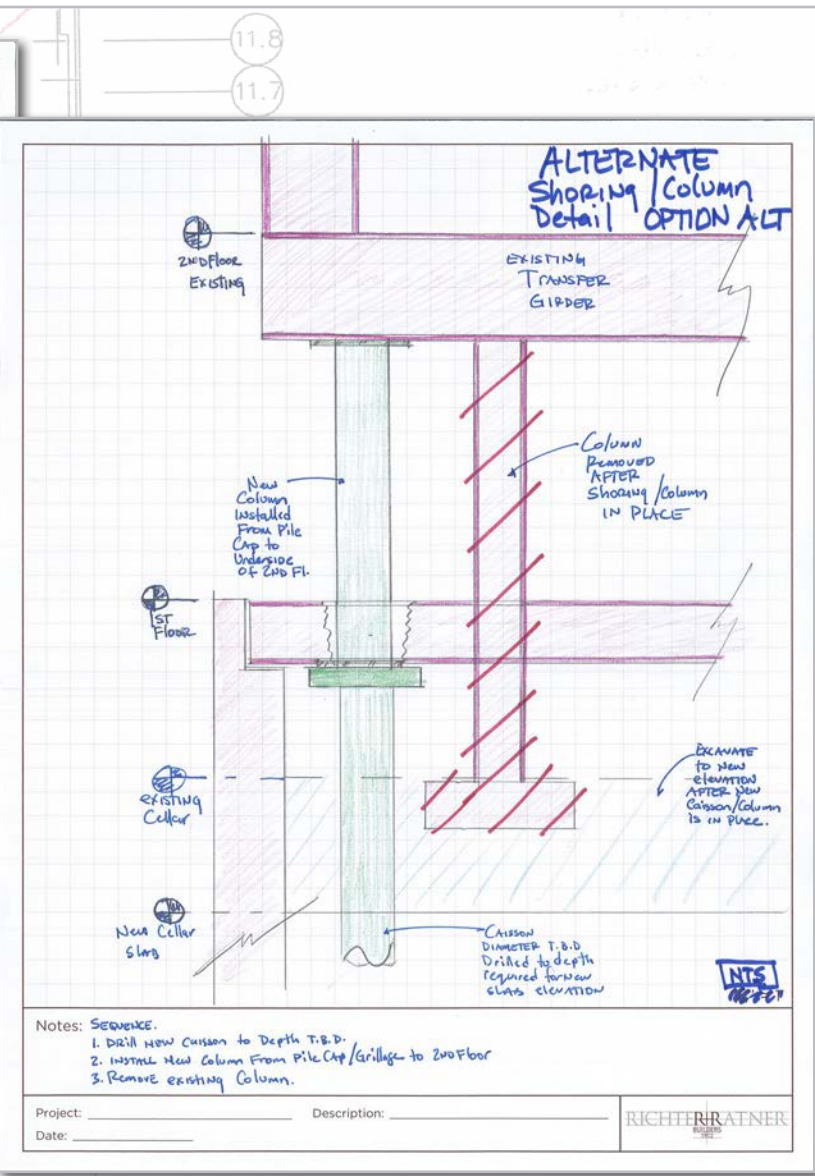 11.8
11.7
ALTERNATE
Shoring / Column
Detail OPTION ALT
2ND Floor
EXISTING
EXISTING
TRANSFER
GIRDER
New
Column
Installed
From Pile
Cap to
Underside
Of 2ND Fl.
Column
Removed
AFTER
Shoring /Column
IN PLACE
1ST
Floor
EXISTING
Cellar
EXCAVATE
to New
elevation
AFTER New
Caisson/Column
is in Place.
New Cellar
SLAB
CAISSON
DIAMETER T.B.D
Drilled to depth
required for New
SLAB elevation
NTS
Notes: SEQUENCE.
1. Drill New Caisson to Depth T.B.D.
2. INSTALL New Column From Pile Cap/Grillage to 2ND Floor
3. Remove existing Column.
Project:
Description:
Date:
RICHTER RATNER
BUILDERS
1912